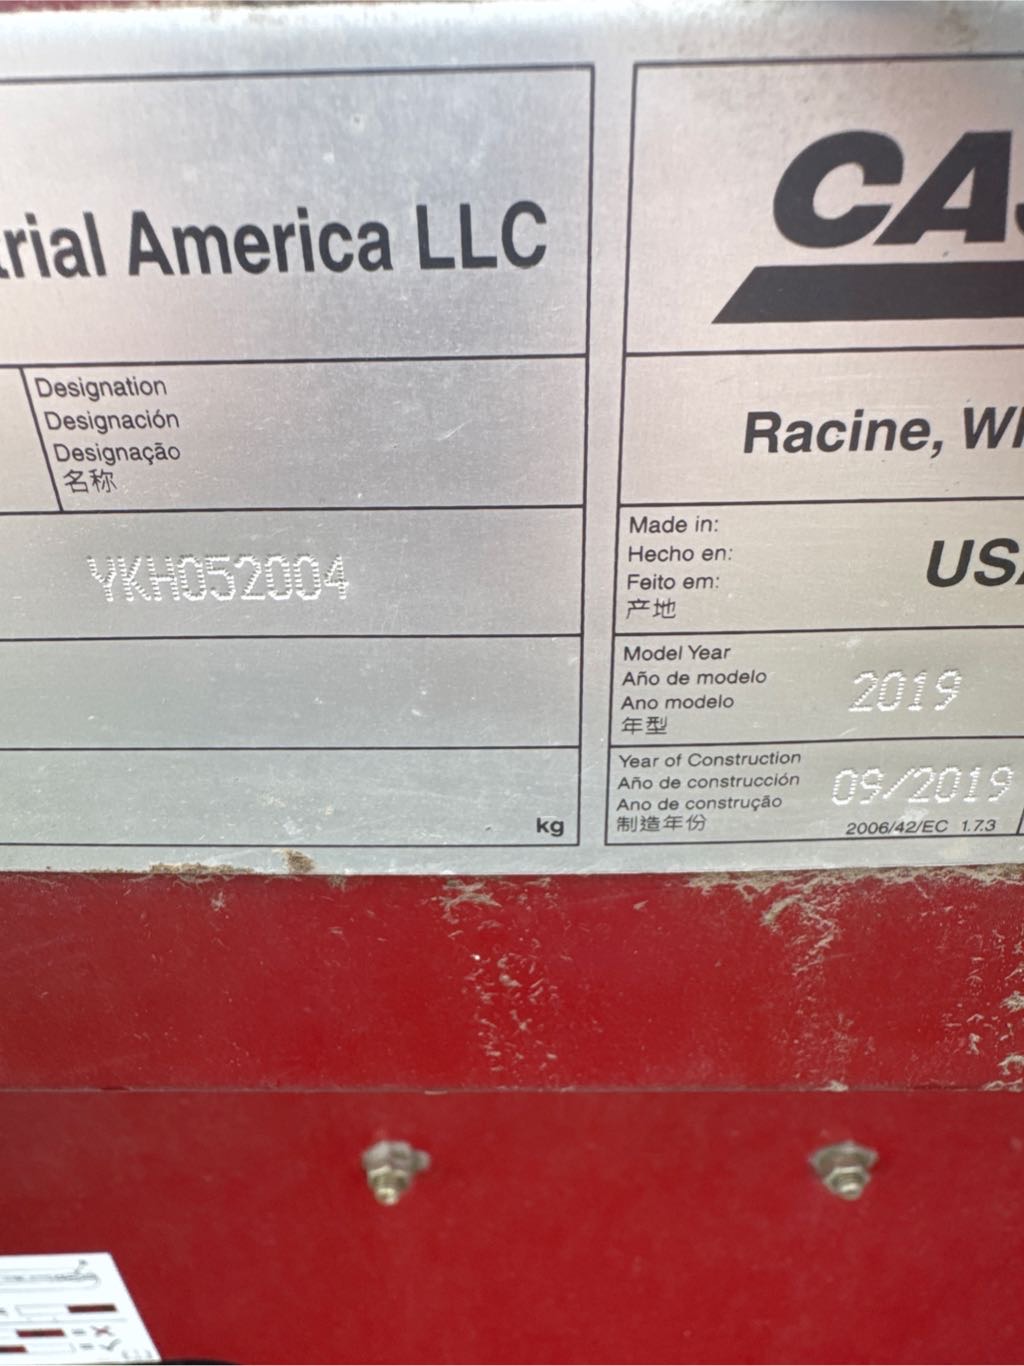 trial America LLC
Designation
Designación
Designação
名称
YKH052004
kg
CAS
Racine, WI
Made in:
Hecho en:
Feito em:
产地
USA
Model Year
Año de modelo
Ano modelo
年型
2019
Year of Construction
Año de construcción
Ano de construção
制造年份
09/2019
2006/42/EC 1.7.3